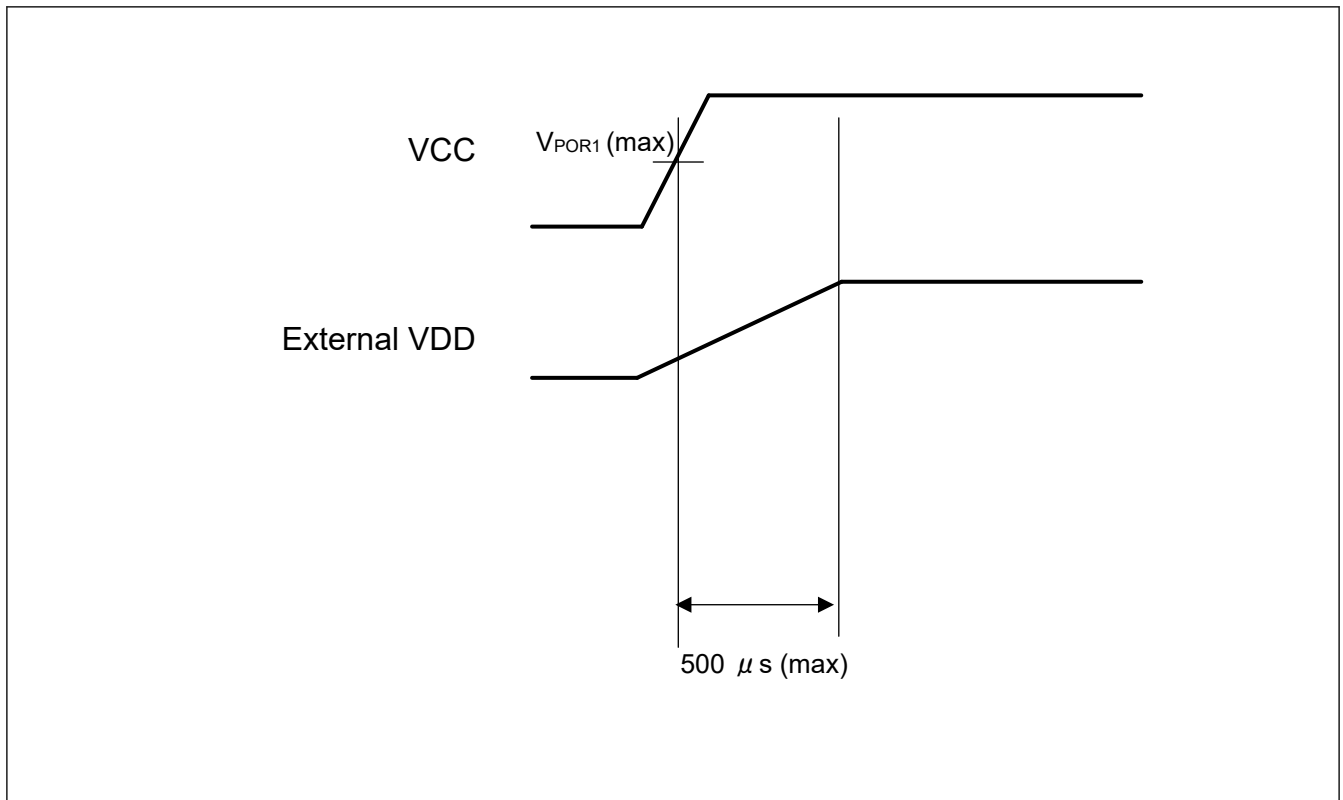 VCC
VPOR1 (max)
External VDD
500 μs (max)